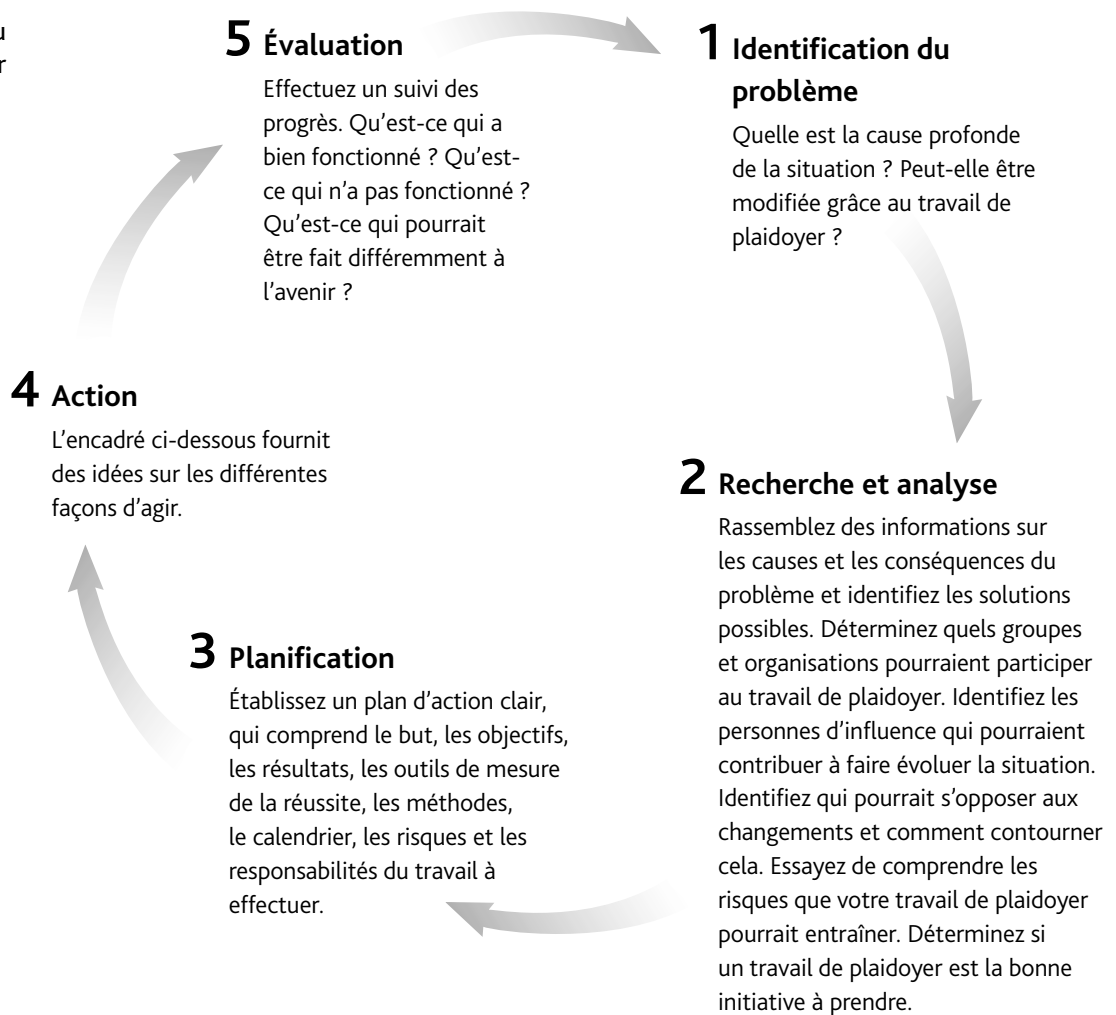 u
r
5 Évaluation
Effectuez un suivi des
progrès. Qu'est-ce qui a
bien fonctionné ? Qu'est-
ce qui n'a pas fonctionné ?
Qu'est-ce qui pourrait
être fait différemment à
l'avenir ?
1 Identification du
problème
Quelle est la cause profonde
de la situation ? Peut-elle être
modifiée grâce au travail de
plaidoyer ?
4 Action
L'encadré ci-dessous fournit
des idées sur les différentes
façons d'agir.
2 Recherche et analyse
Rassemblez des informations sur
les causes et les conséquences du
problème et identifiez les solutions
possibles. Déterminez quels groupes
et organisations pourraient participer
au travail de plaidoyer. Identifiez les
personnes d'influence qui pourraient
contribuer à faire évoluer la situation.
Identifiez qui pourrait s'opposer aux
changements et comment contourner
cela. Essayez de comprendre les
risques que votre travail de plaidoyer
pourrait entraîner. Déterminez si
un travail de plaidoyer est la bonne
initiative à prendre.
3 Planification
Établissez un plan d'action clair,
qui comprend le but, les objectifs,
les résultats, les outils de mesure
de la réussite, les méthodes,
le calendrier, les risques et les
responsabilités du travail à
effectuer.